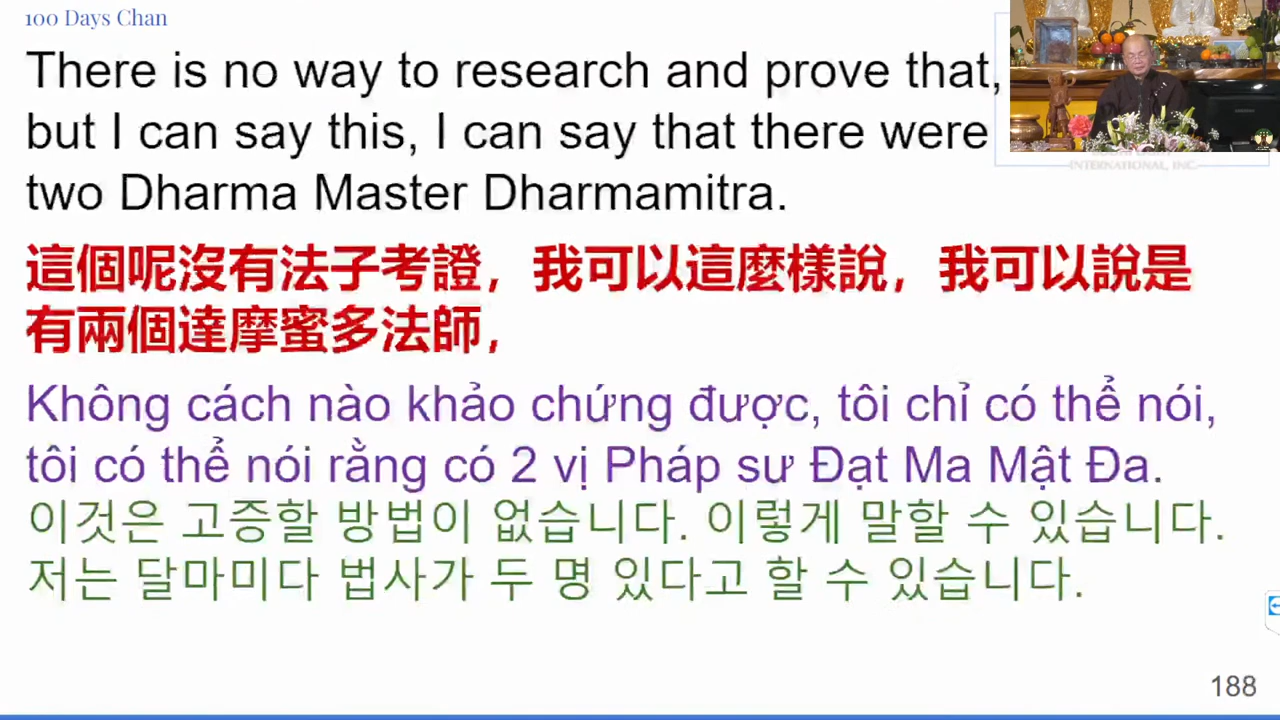 100 Days Chan
There is no way to research and prove that,
but I can say this, I can say that there were
two Dharma Master Dharmamitra.
INTERNATIONAL, INC.
這個呢沒有法子考證，我可以這麼樣說，我可以說是
有兩個達摩蜜多法師，
Không cách nào khảo chứng được, tôi chỉ có thể nói,
tôi có thể nói rằng có 2 vị Pháp sư Đạt Ma Mật Đa.
이것은 고증할 방법이 없습니다. 이렇게 말할 수 있습니다.
저는 달마미다 법사가 두 명 있다고 할 수 있습니다.
188